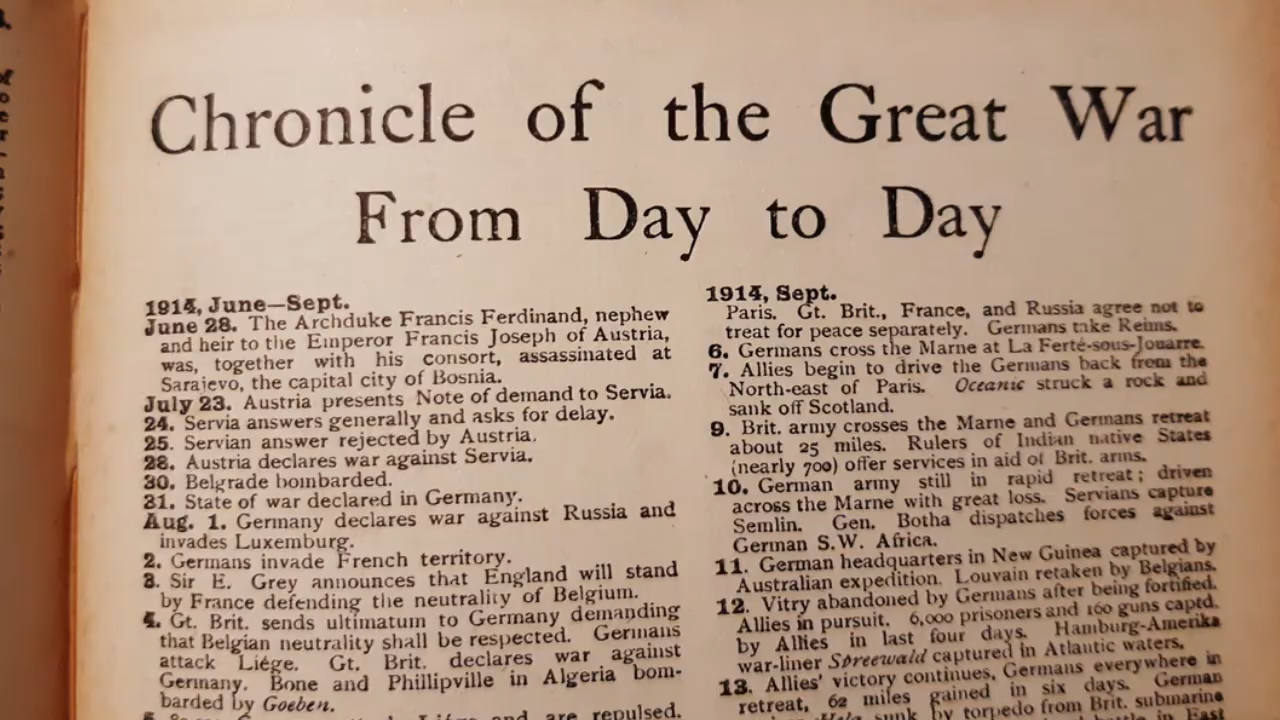 Chronicle of the Great War
From Day to Day
1914, June—Sept.
June 28. The Archduke Francis Ferdinand, nephew
and heir to the Emperor Francis Joseph of Austria,
was, together with his consort, assassinated at
Saraievo, the capital city of Bosnia.
July 23. Austria presents Note of demand to Servia.
24. Servia answers generally and asks for delay.
25. Servian answer rejected by Austria.
28. Austria declares war against Servia.
30. Belgrade bombarded.
31. State of war declared in Germany.
Aug. 1. Germany declares war against Russia and
invades Luxemburg.
2. Germans invade French territory.
3. Sir E. Grey announces that England will stand
by France defending the neutrality of Belgium.
4. Gt. Brit. sends ultimatum to Germany demanding
that Belgian neutrality shall be respected. Germans
attack Liége. Gt. Brit. declares war against
Germany. Bone and Phillipville in Algeria bom-
barded by Goeben.
and are repulsed.
1914, Sept.
Paris. Gt. Brit., France, and Russia agree not to
treat for peace separately. Germans take Reims.
6. Germans cross the Marne at La Ferté-sous-Jouarre.
7. Allies begin to drive the Germans back from the
North-east of Paris. Oceanic struck a rock and
sank off Scotland.
9. Brit. army crosses the Marne and Germans retreat
about 25 miles. Rulers of Indian native States
(nearly 700) offer services in aid of Brit. arms.
10. German army still in rapid retreat; driven
across the Marne with great loss. Servians capture
Semlin. Gen. Botha dispatches forces against
German S.W. Africa.
11. German headquarters in New Guinea captured by
Australian expedition. Louvain retaken by Belgians.
12. Vitry abandoned by Germans after being fortified.
Allies in pursuit. 6,000 prisoners and 160 guns captd.
by Allies in last four days. Hamburg-Amerika
war-liner Spreewald captured in Atlantic waters.
13. Allies' victory continues, Germans everywhere in
retreat, 62 miles gained in six days. German
Hela sunk by torpedo from Brit. submarine
in East